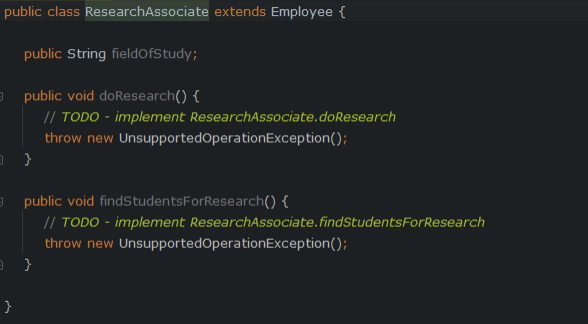 public class ResearchAssociate extends Employee {
public String fieldOfStudy;
public void doResearch() {
// TODO - implement ResearchAssociate.doResearch
throw new UnsupportedOperationException();
}
public void findStudentsForResearch() {
// TODO - implement ResearchAssociate.findStudentsForResearch
throw new UnsupportedOperationException();
}
}